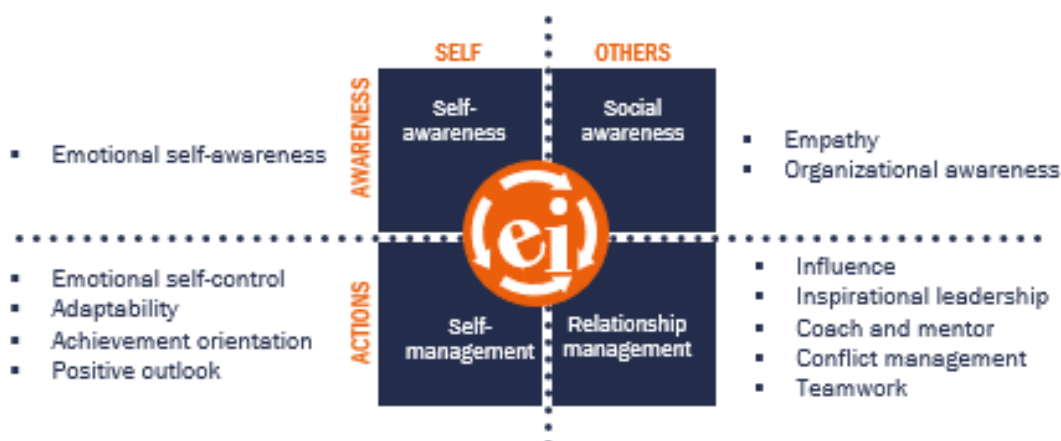 SELF
OTHERS
AWARENESS
Self-
awareness
Social
awareness
▪ Emotional self-awareness
▪ Empathy
▪ Organizational awareness
ei
ACTIONS
▪ Emotional self-control
▪ Adaptability
▪ Achievement orientation
▪ Positive outlook
Self-
management
Relationship
management
▪ Influence
▪ Inspirational leadership
▪ Coach and mentor
▪ Conflict management
▪ Teamwork